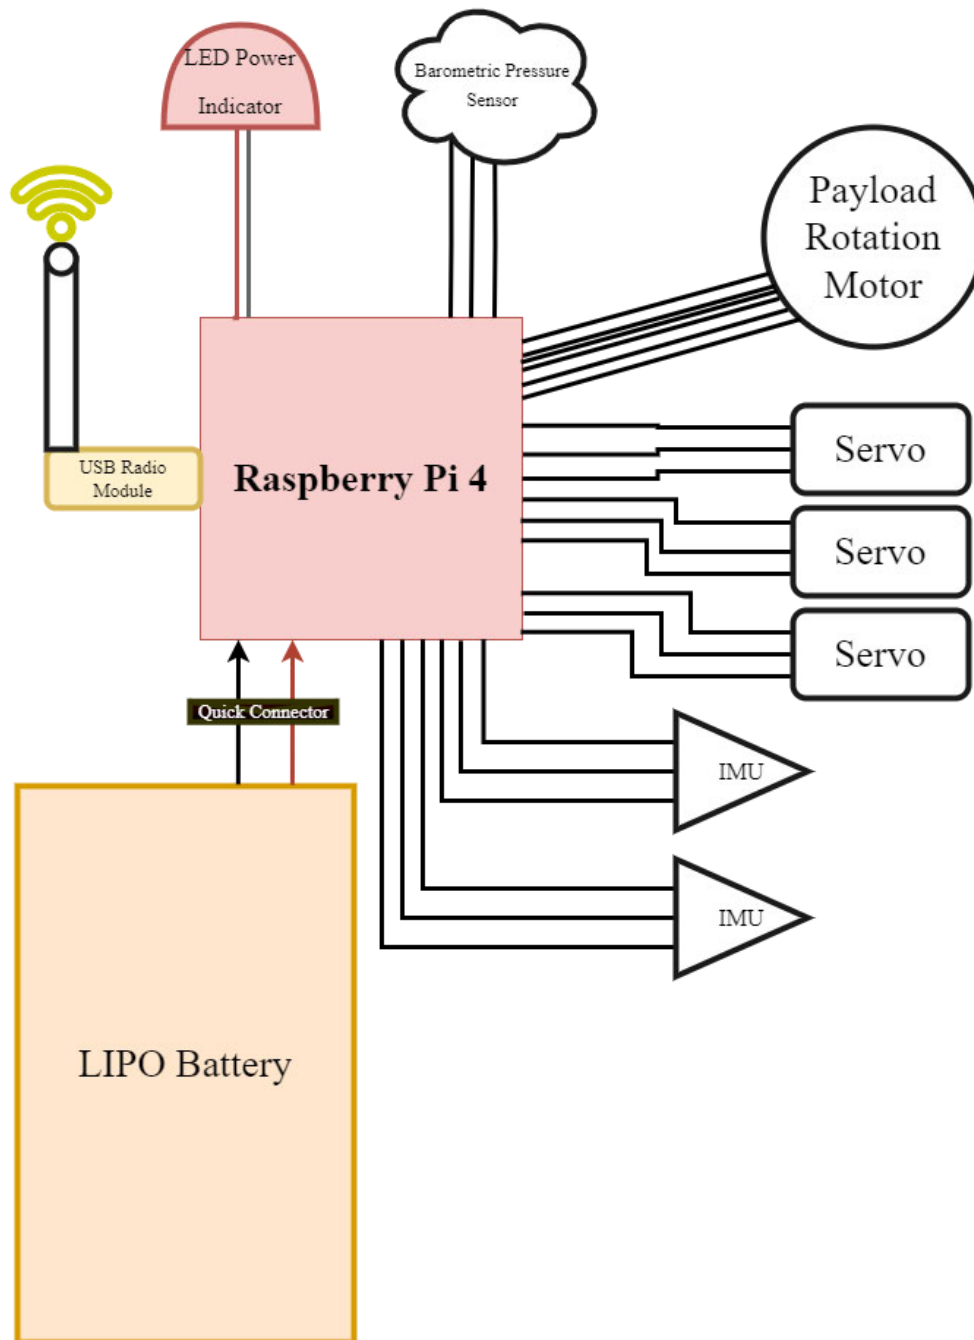 LED Power
Indicator
Barometric Pressure
Sensor
Payload
Rotation
Motor
USB Radio
Module
Raspberry Pi 4
Servo
Servo
Servo
Quick Connector
IMU
IMU
LIPO Battery